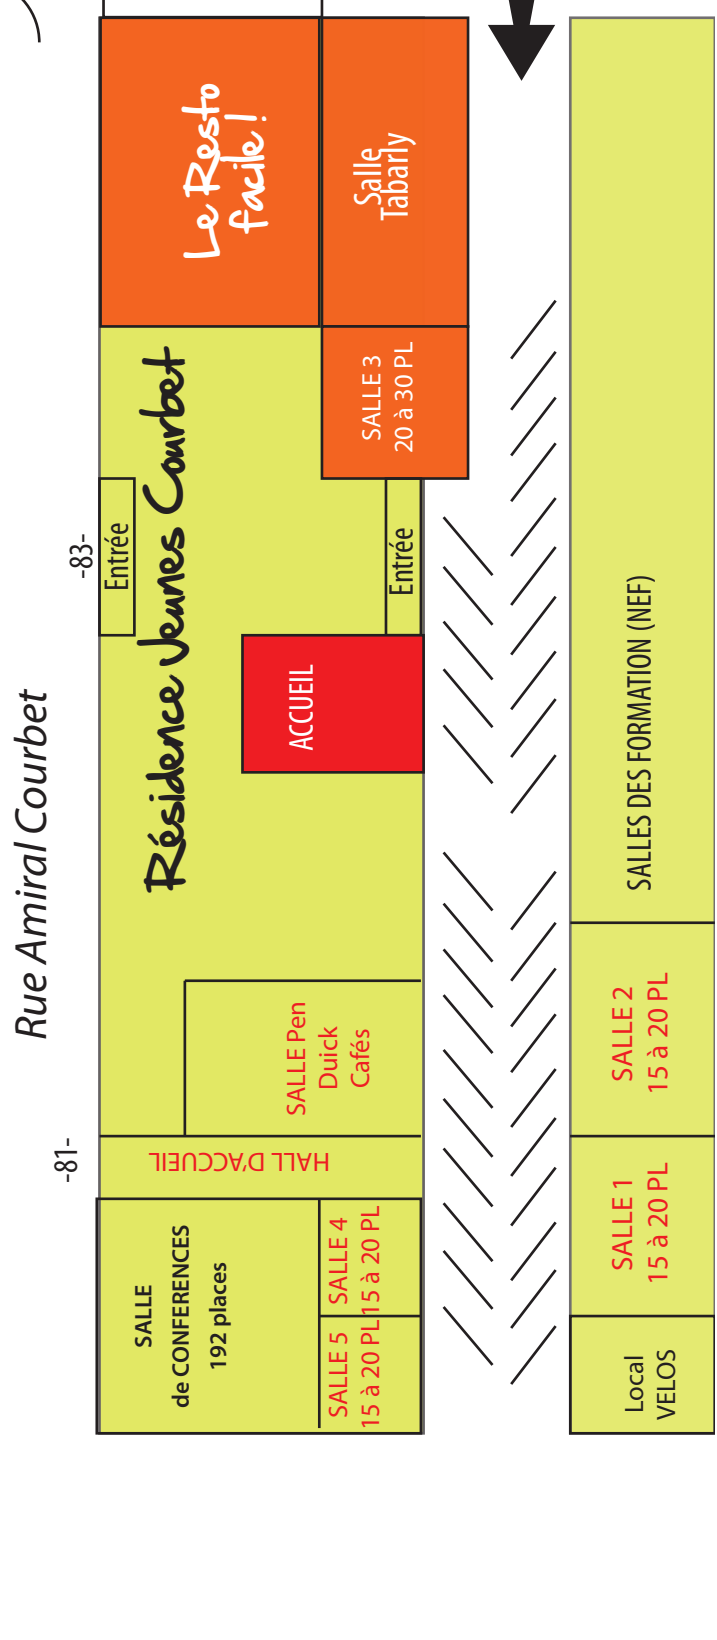 Rue Amiral Courbet
-81-
-83-
SALLE
de CONFERENCES
192 places
HALL D'ACCUEIL
Résidence Jeunes Courbet
Entrée
Le Resto
facile !
SALLE 5
15 à 20 PL
SALLE 4
15 à 20 PL
SALLE Pen
Duick
Cafés
ACCUEIL
Entrée
SALLE 3
20 à 30 PL
Salle
Tabarly
Local
VELOS
SALLE 1
15 à 20 PL
SALLE 2
15 à 20 PL
SALLES DES FORMATION (NEF)